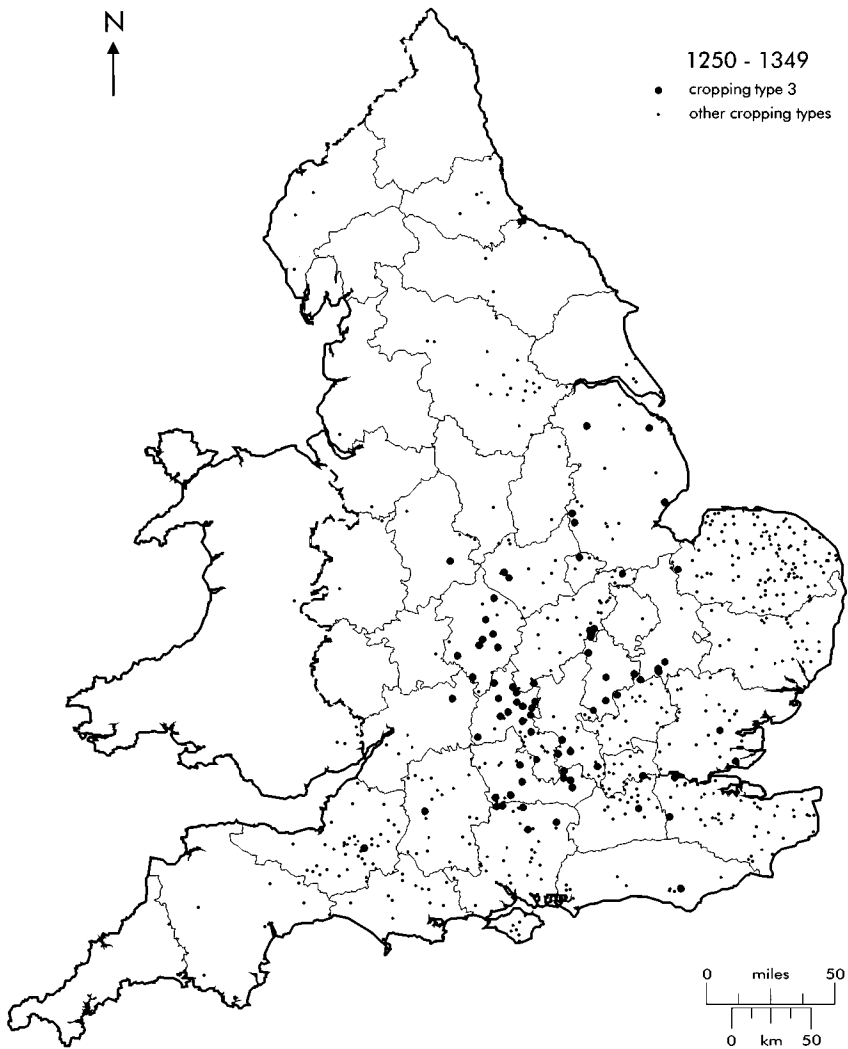 N
1250 - 1349
cropping type 3
other cropping types
0 miles 50
0 km 50